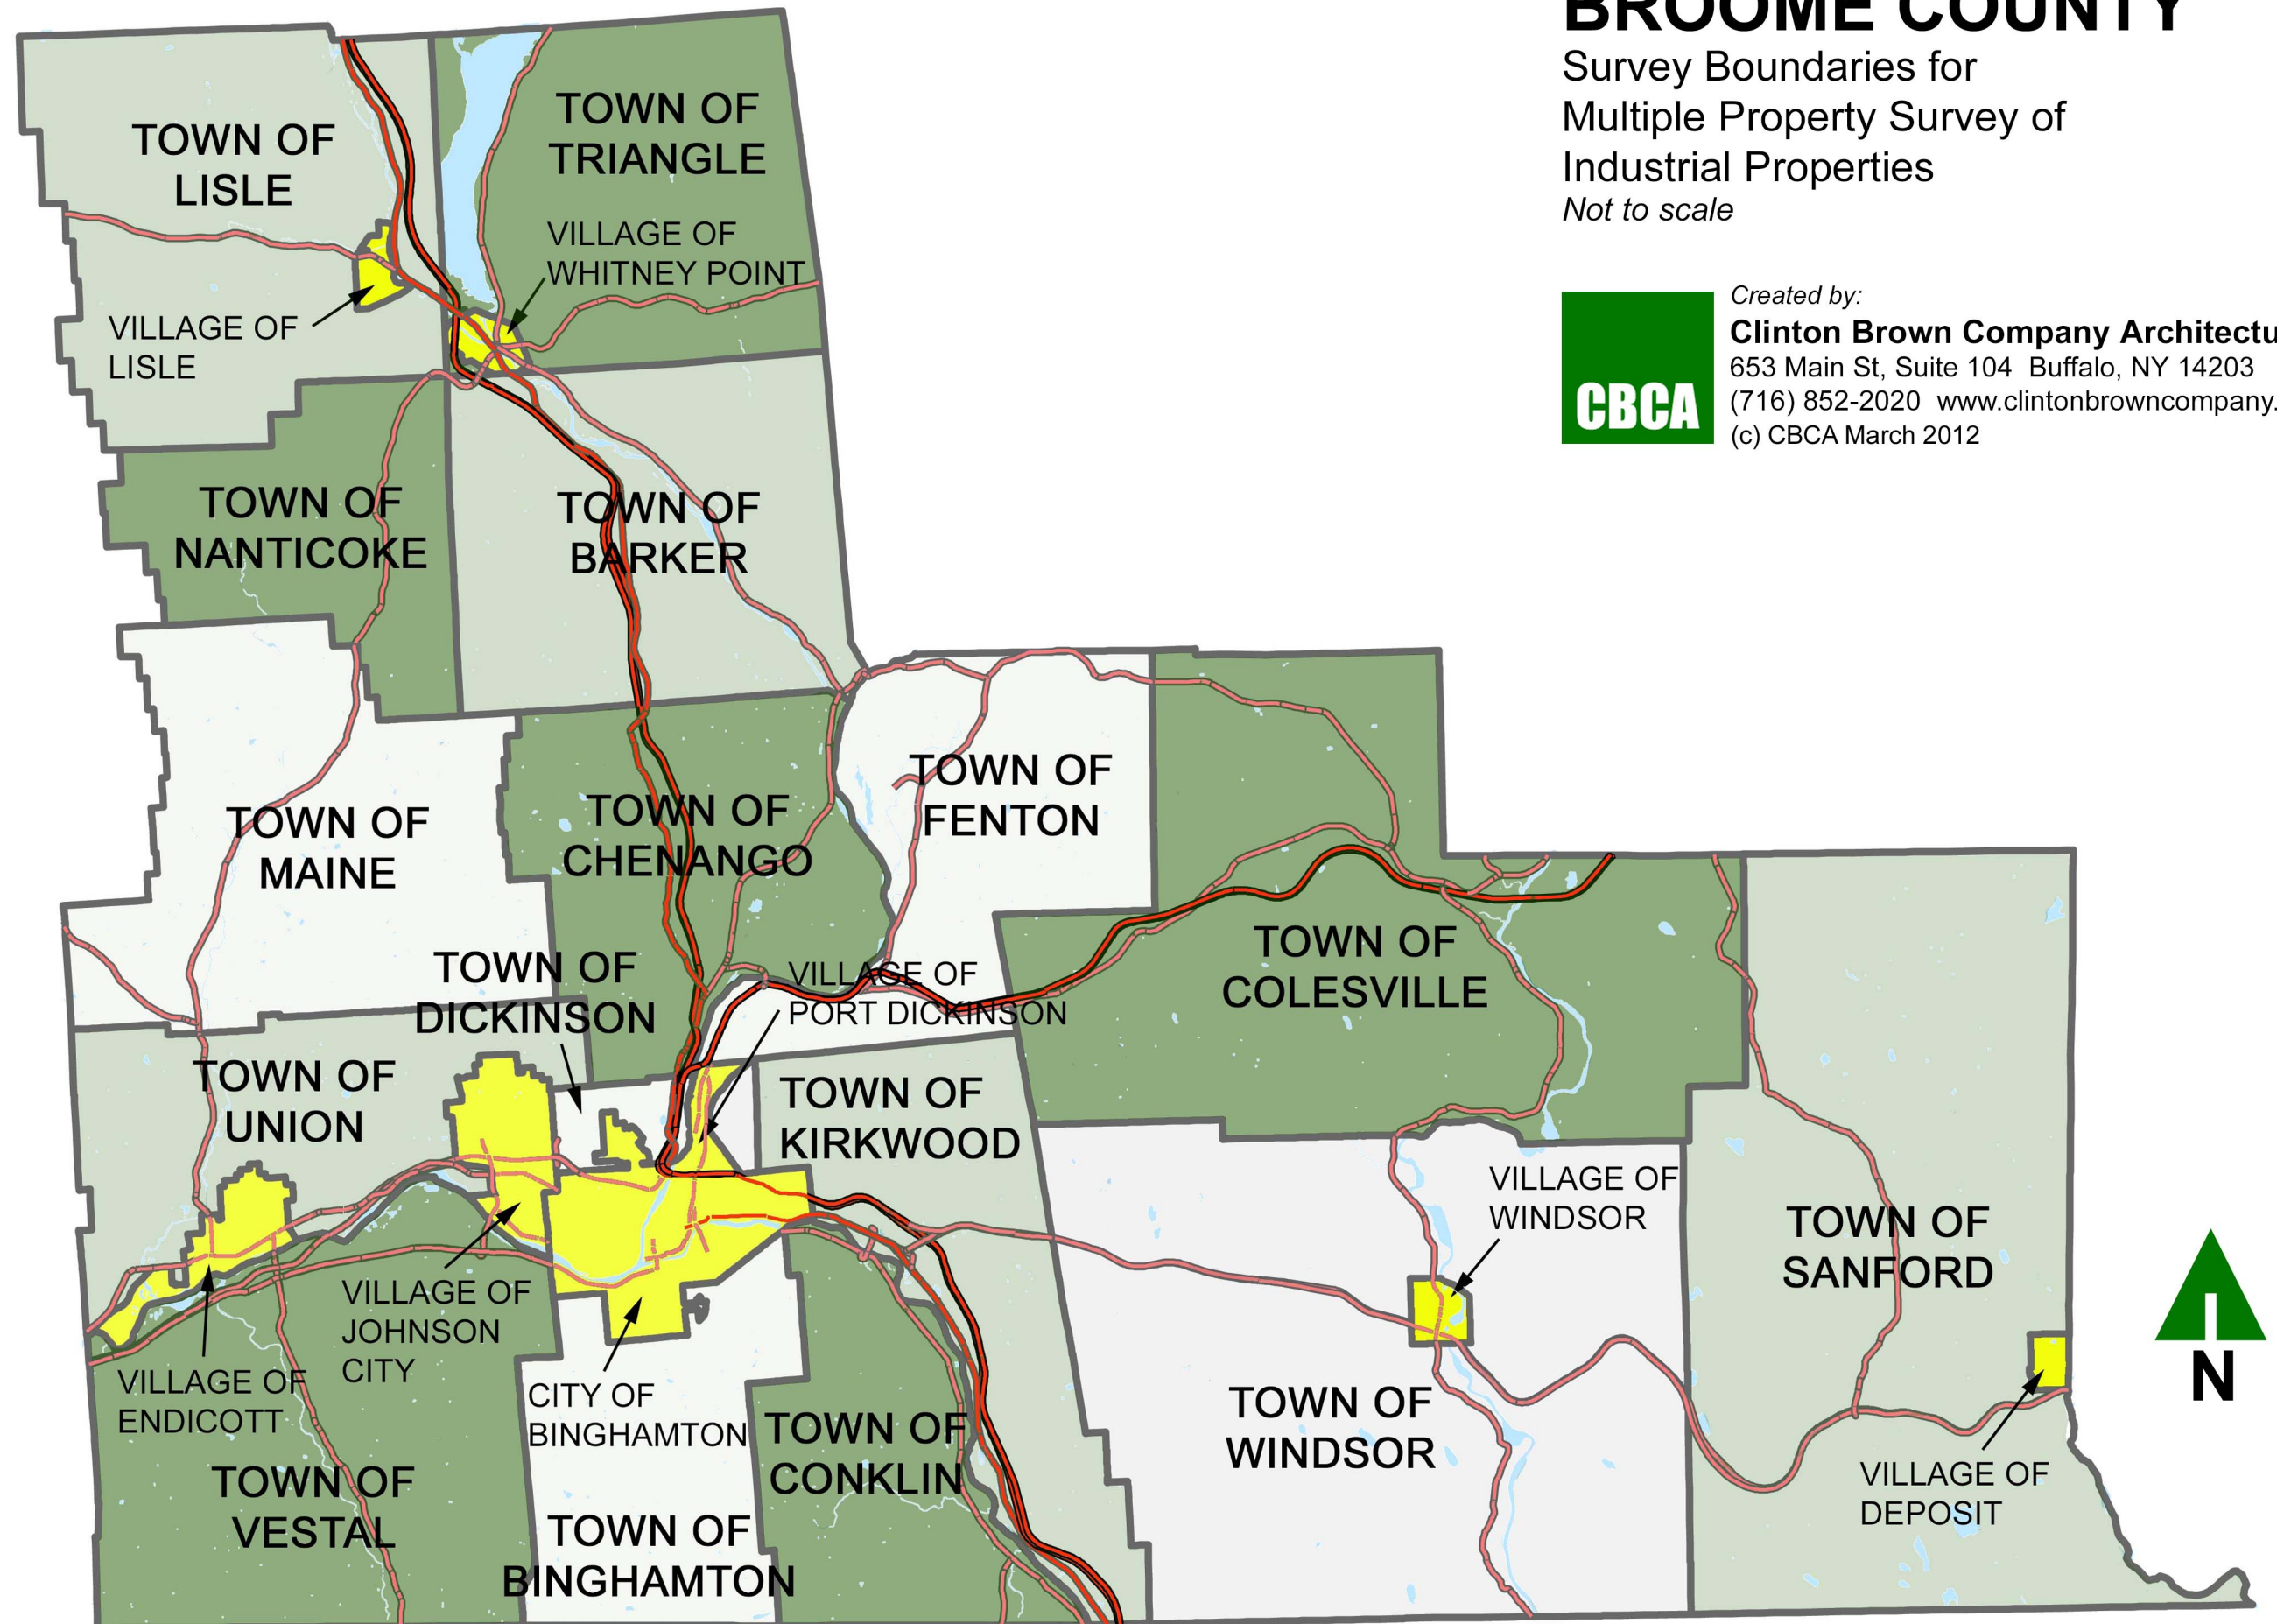 BROOME COUNTY
Survey Boundaries for
Multiple Property Survey of
Industrial Properties
Not to scale
CBCA
Created by:
Clinton Brown Company Architectu
653 Main St, Suite 104 Buffalo, NY 14203
(716) 852-2020 www.clintonbrowncompany.
(c) CBCA March 2012
TOWN OF
LISLE
TOWN OF
TRIANGLE
VILLAGE OF
WHITNEY POINT
VILLAGE OF
LISLE
TOWN OF
NANTICOKE
TOWN OF
BARKER
TOWN OF
MAINE
TOWN OF
CHENANGO
TOWN OF
FENTON
TOWN OF
DICKINSON
VILLAGE OF
PORT DICKINSON
TOWN OF
COLESVILLE
TOWN OF
UNION
TOWN OF
KIRKWOOD
VILLAGE OF
WINDSOR
TOWN OF
SANFORD
VILLAGE OF
JOHNSON
CITY
VILLAGE OF
ENDICOTT
CITY OF
BINGHAMTON
TOWN OF
CONKLIN
TOWN OF
WINDSOR
VILLAGE OF
DEPOSIT
TOWN OF
VESTAL
TOWN OF
BINGHAMTON
N